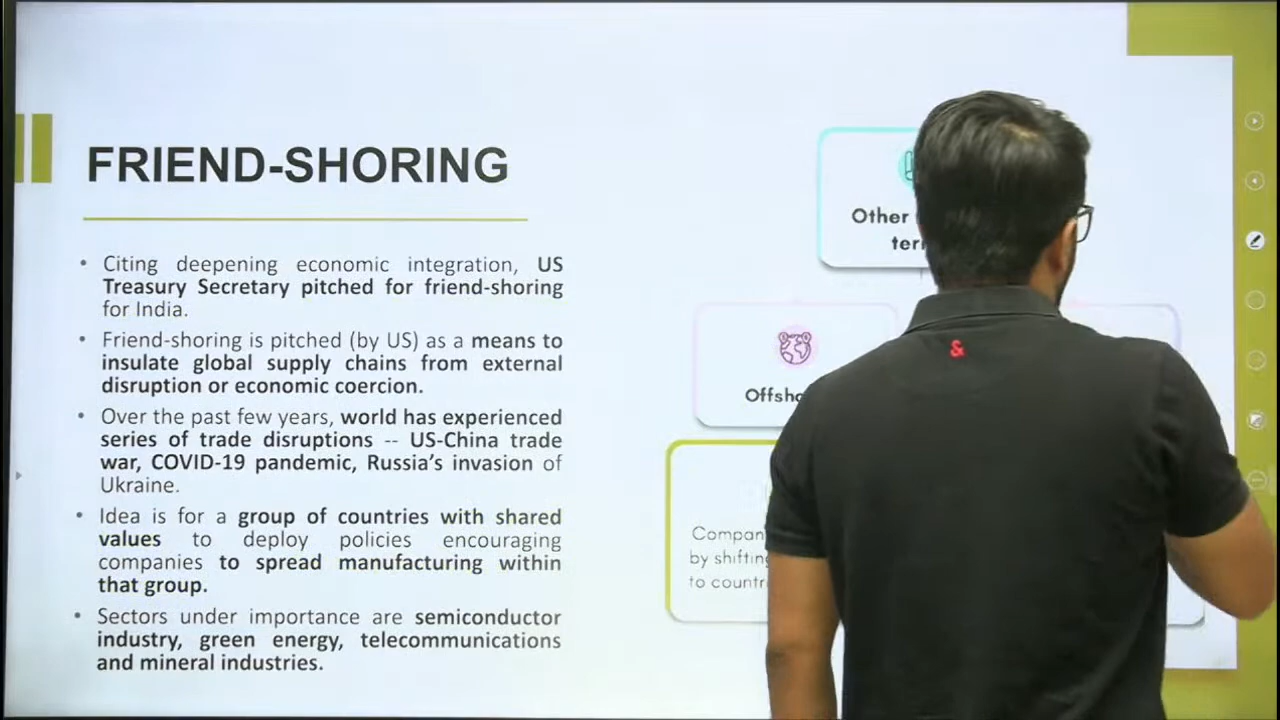 FRIEND-SHORING
• Citing deepening economic integration, US
Treasury Secretary pitched for friend-shoring
for India.
• Friend-shoring is pitched (by US) as a means to
insulate global supply chains from external
disruption or economic coercion.
• Over the past few years, world has experienced
series of trade disruptions -- US-China trade
war, COVID-19 pandemic, Russia's invasion of
Ukraine.
• Idea is for a group of countries with shared
values to deploy policies encouraging
companies to spread manufacturing within
that group.
• Sectors under importance are semiconductor
industry, green energy, telecommunications
and mineral industries.
Other
&
by
to